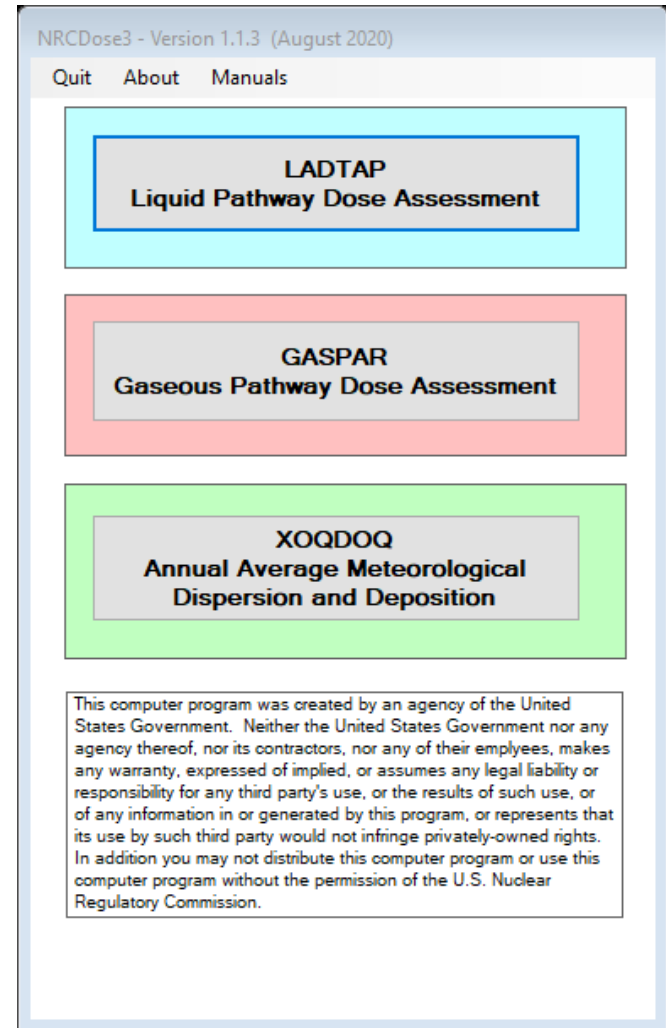 NRCDose3 - Version 1.1.3 (August 2020)
Quit About Manuals
LADTAP
Liquid Pathway Dose Assessment
GASPAR
Gaseous Pathway Dose Assessment
XOQDOQ
Annual Average Meteorological
Dispersion and Deposition
This computer program was created by an agency of the United
States Government. Neither the United States Government nor any
agency thereof, nor its contractors, nor any of their emplyees, makes
any warranty, expressed of implied, or assumes any legal liability or
responsibility for any third party's use, or the results of such use, or
of any information in or generated by this program, or represents that
its use by such third party would not infringe privately-owned rights.
In addition you may not distribute this computer program or use this
computer program without the permission of the U.S. Nuclear
Regulatory Commission.